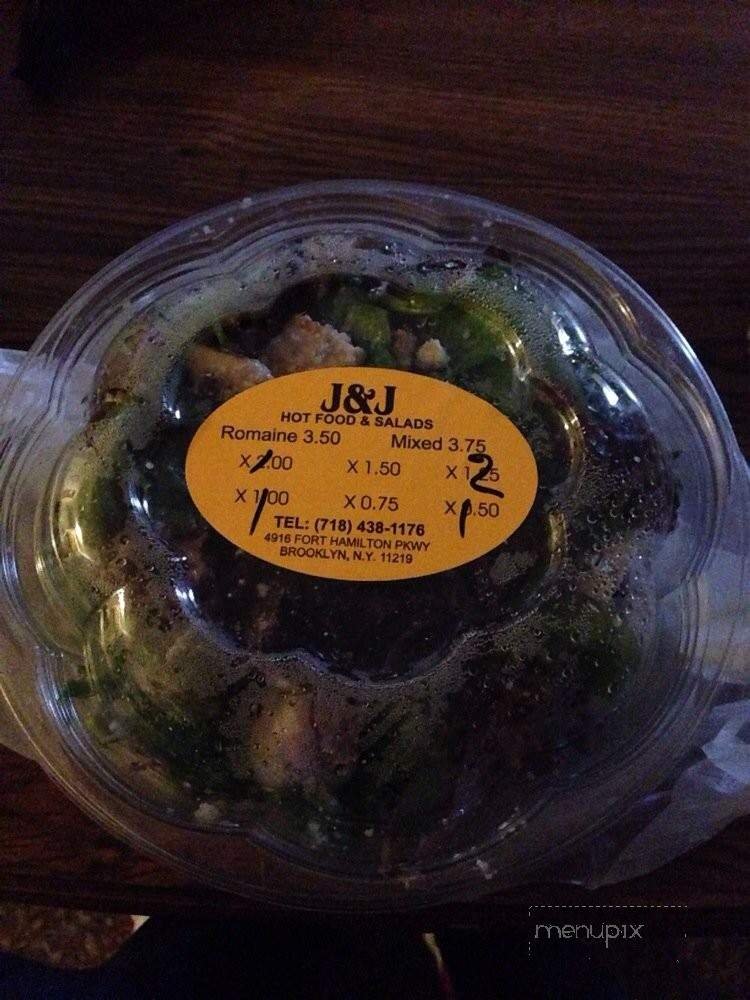 J&J
HOT FOOD & SALADS
Romaine 3.50 Mixed 3.75
X 2.00 X 1.50 X 1.25
1 2
X 1.00 X 0.75 X 0.50
1 1
TEL: (718) 438-1176
4916 FORT HAMILTON PKWY
BROOKLYN, N.Y. 11219
menupix